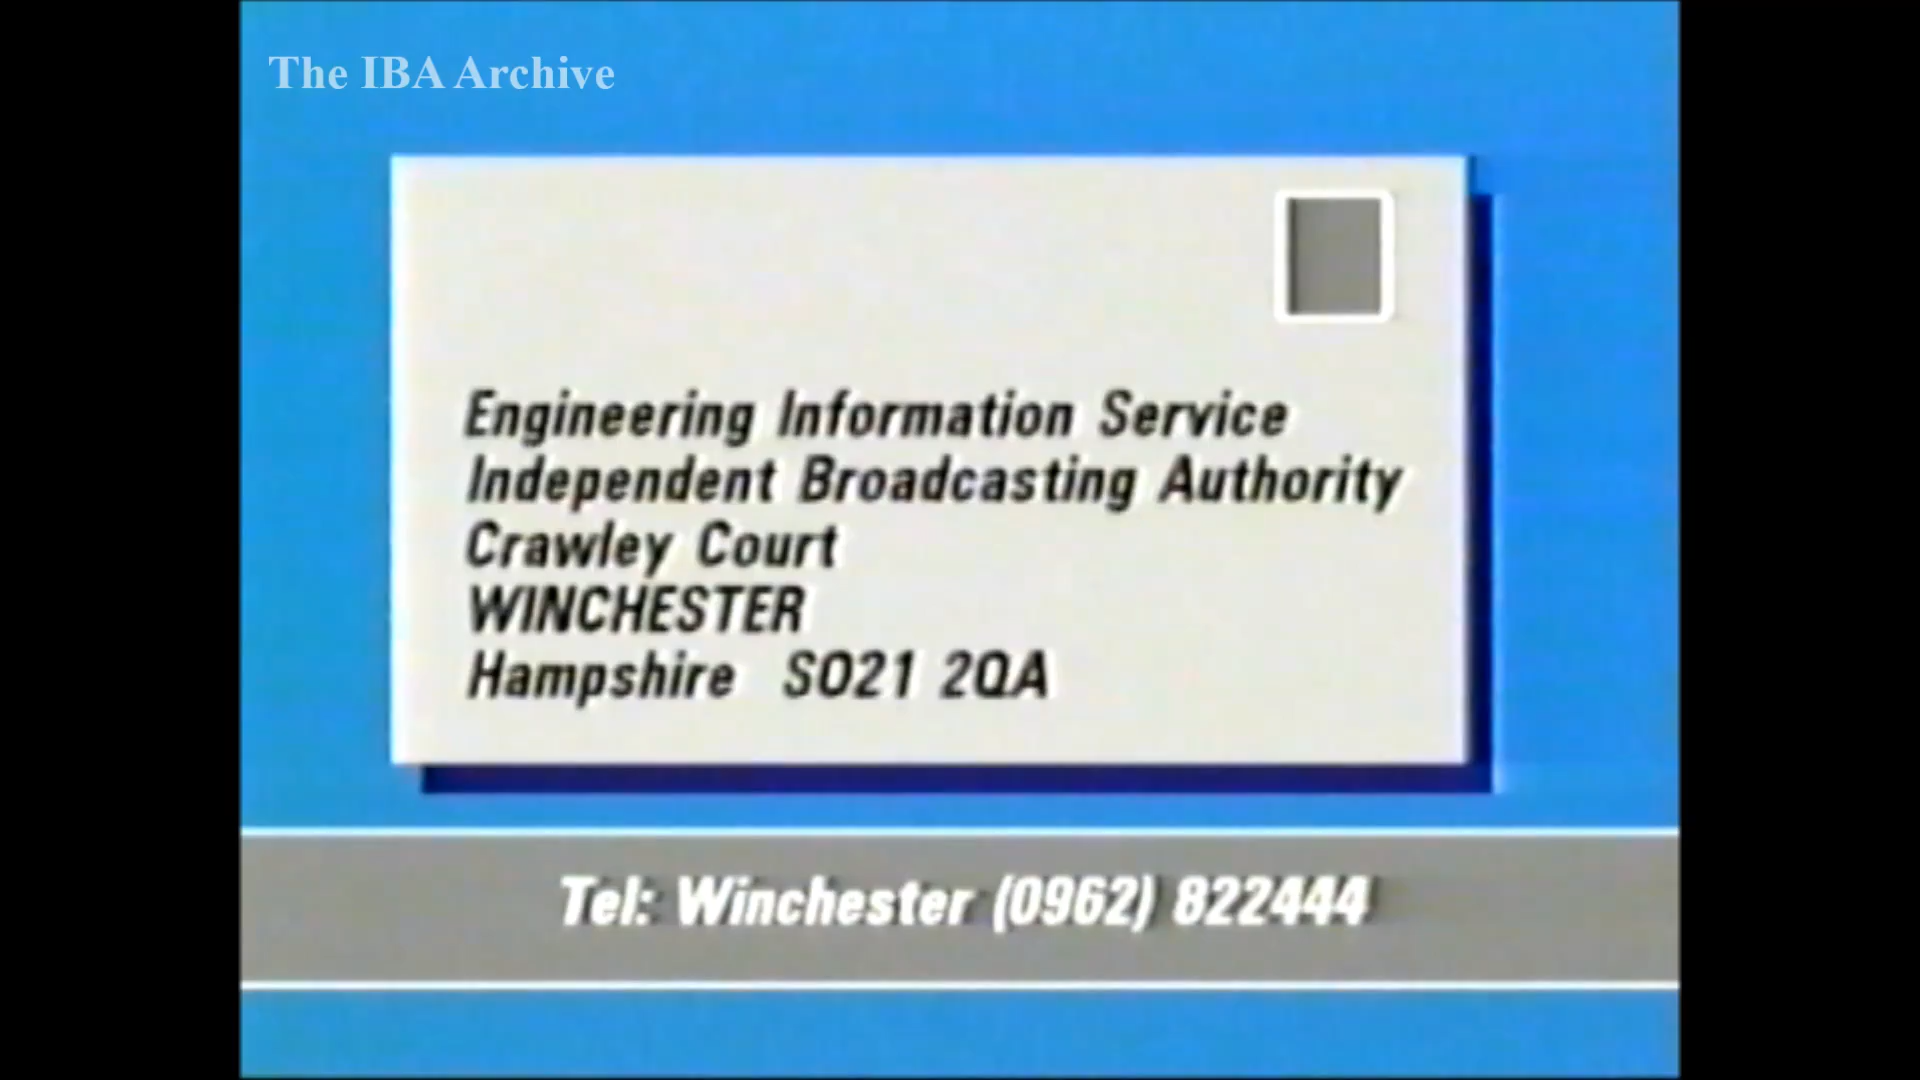 The IBA Archive
Engineering Information Service
Independent Broadcasting Authority
Crawley Court
WINCHESTER
Hampshire SO21 2QA
Tel: Winchester (0962) 822444